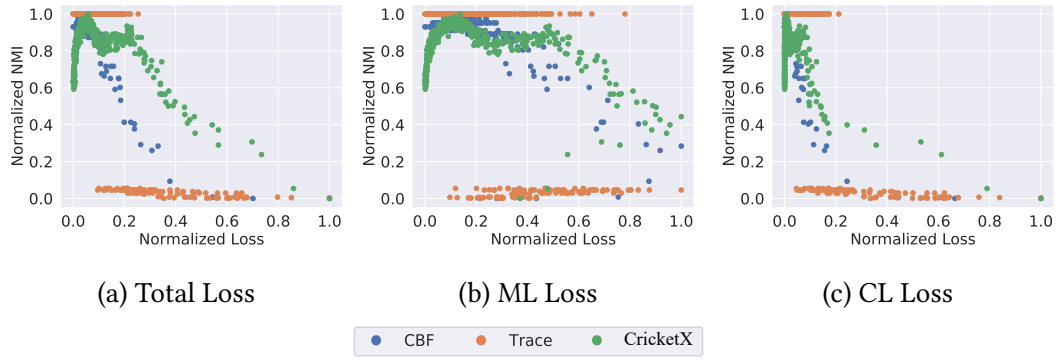 1.0 1.0 1.0
0.8 0.8 0.8
0.6 0.6 0.6
0.4 0.4 0.4
0.2 0.2 0.2
0.0 0.0 0.0
Normalized NMI Normalized NMI Normalized NMI
0.0 0.2 0.4 0.6 0.8 1.0 0.0 0.2 0.4 0.6 0.8 1.0 0.0 0.2 0.4 0.6 0.8 1.0
Normalized Loss Normalized Loss Normalized Loss
(a) Total Loss (b) ML Loss (c) CL Loss
CBF Trace CricketX